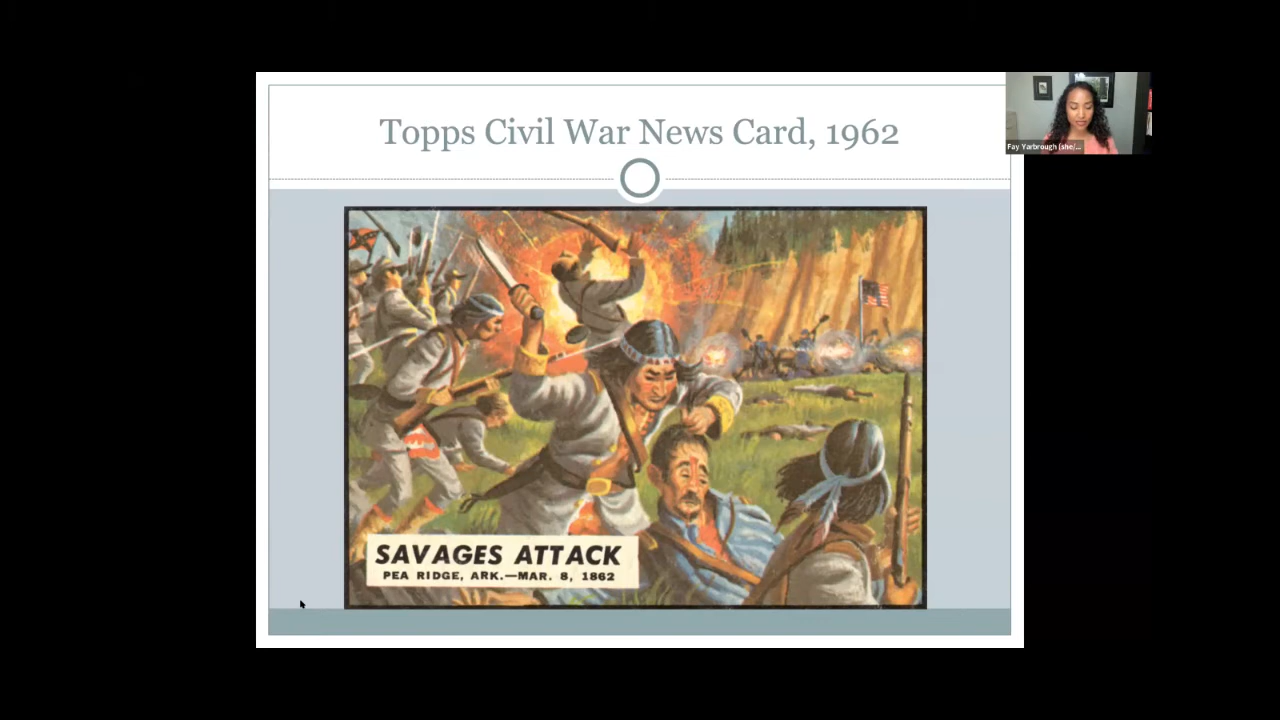 Topps Civil War News Card, 1962
Fay Yarbrough (she/...
SAVAGES ATTACK
PEA RIDGE, ARK.—MAR. 8, 1862